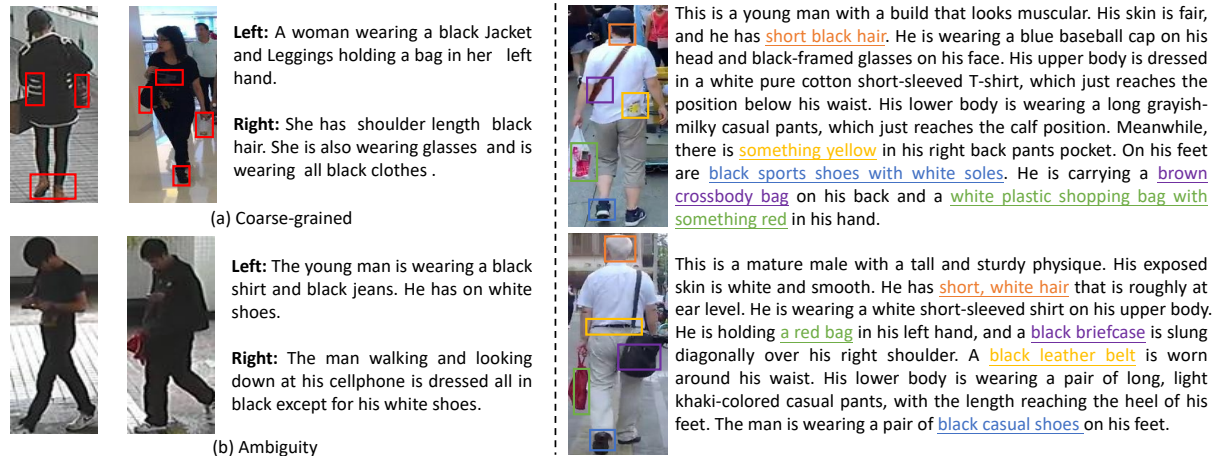 Left: A woman wearing a black Jacket
and Leggings holding a bag in her left
hand.
Right: She has shoulder length black
hair. She is also wearing glasses and is
wearing all black clothes .
(a) Coarse-grained
Left: The young man is wearing a black
shirt and black jeans. He has on white
shoes.
Right: The man walking and looking
down at his cellphone is dressed all in
black except for his white shoes.
(b) Ambiguity
This is a young man with a build that looks muscular. His skin is fair,
and he has short black hair. He is wearing a blue baseball cap on his
head and black-framed glasses on his face. His upper body is dressed
in a white pure cotton short-sleeved T-shirt, which just reaches the
position below his waist. His lower body is wearing a long grayish-
milky casual pants, which just reaches the calf position. Meanwhile,
there is something yellow in his right back pants pocket. On his feet
are black sports shoes with white soles. He is carrying a brown
crossbody bag on his back and a white plastic shopping bag with
something red in his hand.
This is a mature male with a tall and sturdy physique. His exposed
skin is white and smooth. He has short, white hair that is roughly at
ear level. He is wearing a white short-sleeved shirt on his upper body.
He is holding a red bag in his left hand, and a black briefcase is slung
diagonally over his right shoulder. A black leather belt is worn
around his waist. His lower body is wearing a pair of long, light
khaki-colored casual pants, with the length reaching the heel of his
feet. The man is wearing a pair of black casual shoes on his feet.